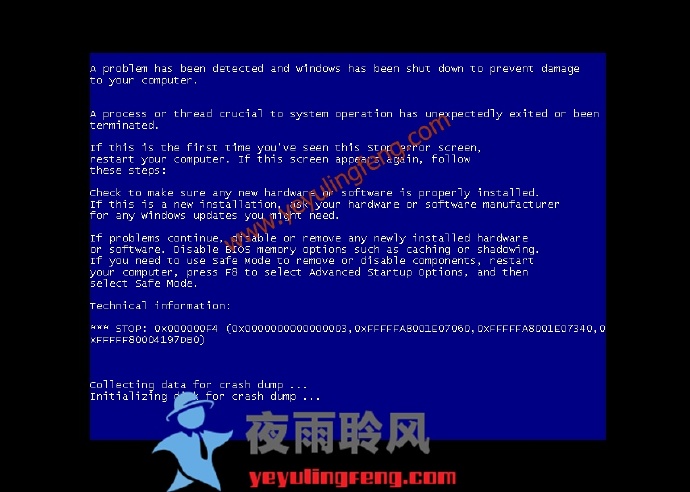 A problem has been detected and windows has been shut down to prevent damage
to your computer.
A process or thread crucial to system operation has unexpectedly exited or been
terminated.
If this is the first time you've seen this stop error screen,
restart your computer. If this screen appears again, follow
these steps:
Check to make sure any new hardware or software is properly installed.
If this is a new installation, ask your hardware or software manufacturer
for any windows updates you might need.
If problems continue, disable or remove any newly installed hardware
or software. Disable BIOS memory options such as caching or shadowing.
If you need to use Safe Mode to remove or disable components, restart
your computer, press F8 to select Advanced Startup Options, and then
select Safe Mode.
Technical information:
*** STOP: 0x000000F4 (0x0000000000000003,0xFFFFFA8001E07060,0xFFFFFA8001E07340,0
xFFFFF80004197DB0)
Collecting data for crash dump ...
Initializing disk for crash dump ...
www.yeyulingfeng.com
夜雨聆风
yeyulingfeng.com